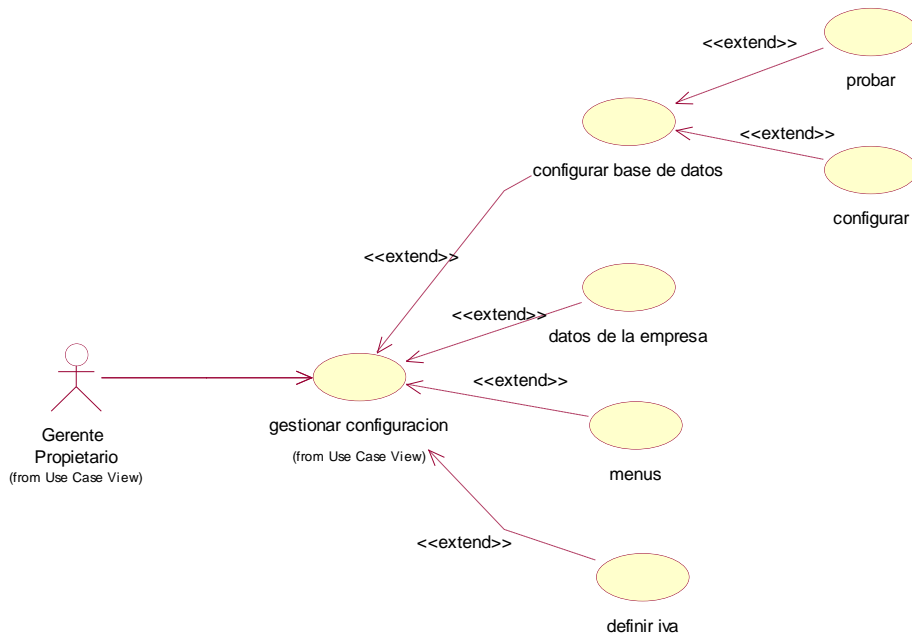 <<extend>>
probar
<<extend>>
configurar base de datos
configurar
<<extend>>
<<extend>>
datos de la empresa
<<extend>>
Gerente
Propietario
(from Use Case View)
gestionar configuracion
(from Use Case View)
menus
<<extend>>
definir iva